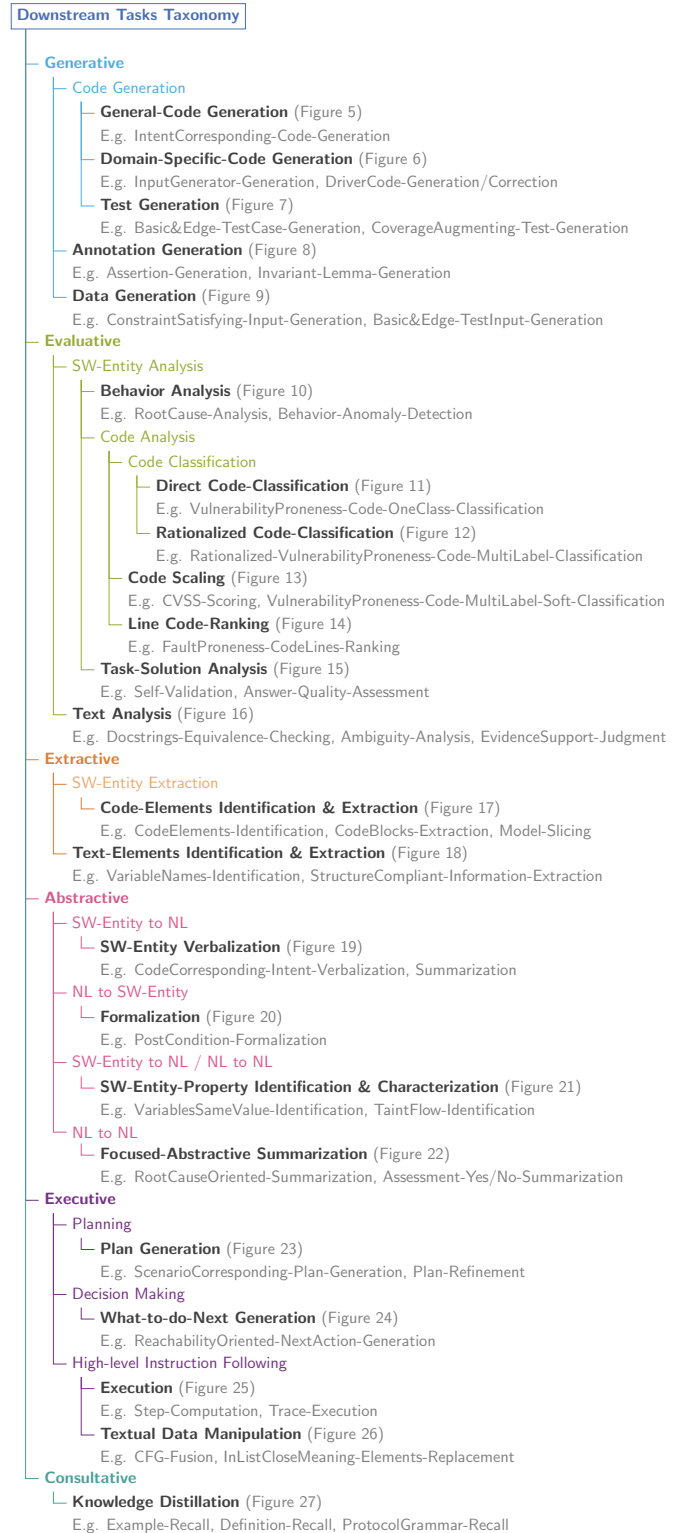 Downstream Tasks Taxonomy
Generative
Code Generation
General-Code Generation (Figure 5)
E.g. IntentCorresponding-Code-Generation
Domain-Specific-Code Generation (Figure 6)
E.g. InputGenerator-Generation, DriverCode-Generation/Correction
Test Generation (Figure 7)
E.g. Basic&Edge-TestCase-Generation, CoverageAugmenting-Test-Generation
Annotation Generation (Figure 8)
E.g. Assertion-Generation, Invariant-Lemma-Generation
Data Generation (Figure 9)
E.g. ConstraintSatisfying-Input-Generation, Basic&Edge-TestInput-Generation
Evaluative
SW-Entity Analysis
Behavior Analysis (Figure 10)
E.g. RootCause-Analysis, Behavior-Anomaly-Detection
Code Analysis
Code Classification
Direct Code-Classification (Figure 11)
E.g. VulnerabilityProneness-Code-OneClass-Classification
Rationalized Code-Classification (Figure 12)
E.g. Rationalized-VulnerabilityProneness-Code-MultiLabel-Classification
Code Scaling (Figure 13)
E.g. CVSS-Scoring, VulnerabilityProneness-Code-MultiLabel-Soft-Classification
Line Code-Ranking (Figure 14)
E.g. FaultProneness-CodeLines-Ranking
Task-Solution Analysis (Figure 15)
E.g. Self-Validation, Answer-Quality-Assessment
Text Analysis (Figure 16)
E.g. Docstrings-Equivalence-Checking, Ambiguity-Analysis, EvidenceSupport-Judgment
Extractive
SW-Entity Extraction
Code-Elements Identification & Extraction (Figure 17)
E.g. CodeElements-Identification, CodeBlocks-Extraction, Model-Slicing
Text-Elements Identification & Extraction (Figure 18)
E.g. VariableNames-Identification, StructureCompliant-Information-Extraction
Abstractive
SW-Entity to NL
SW-Entity Verbalization (Figure 19)
E.g. CodeCorresponding-Intent-Verbalization, Summarization
NL to SW-Entity
Formalization (Figure 20)
E.g. PostCondition-Formalization
SW-Entity to NL / NL to NL
SW-Entity-Property Identification & Characterization (Figure 21)
E.g. VariablesSameValue-Identification, TaintFlow-Identification
NL to NL
Focused-Abstractive Summarization (Figure 22)
E.g. RootCauseOriented-Summarization, Assessment-Yes/No-Summarization
Executive
Planning
Plan Generation (Figure 23)
E.g. ScenarioCorresponding-Plan-Generation, Plan-Refinement
Decision Making
What-to-do-Next Generation (Figure 24)
E.g. ReachabilityOriented-NextAction-Generation
High-level Instruction Following
Execution (Figure 25)
E.g. Step-Computation, Trace-Execution
Textual Data Manipulation (Figure 26)
E.g. CFG-Fusion, InListCloseMeaning-Elements-Replacement
Consultative
Knowledge Distillation (Figure 27)
E.g. Example-Recall, Definition-Recall, ProtocolGrammar-Recall